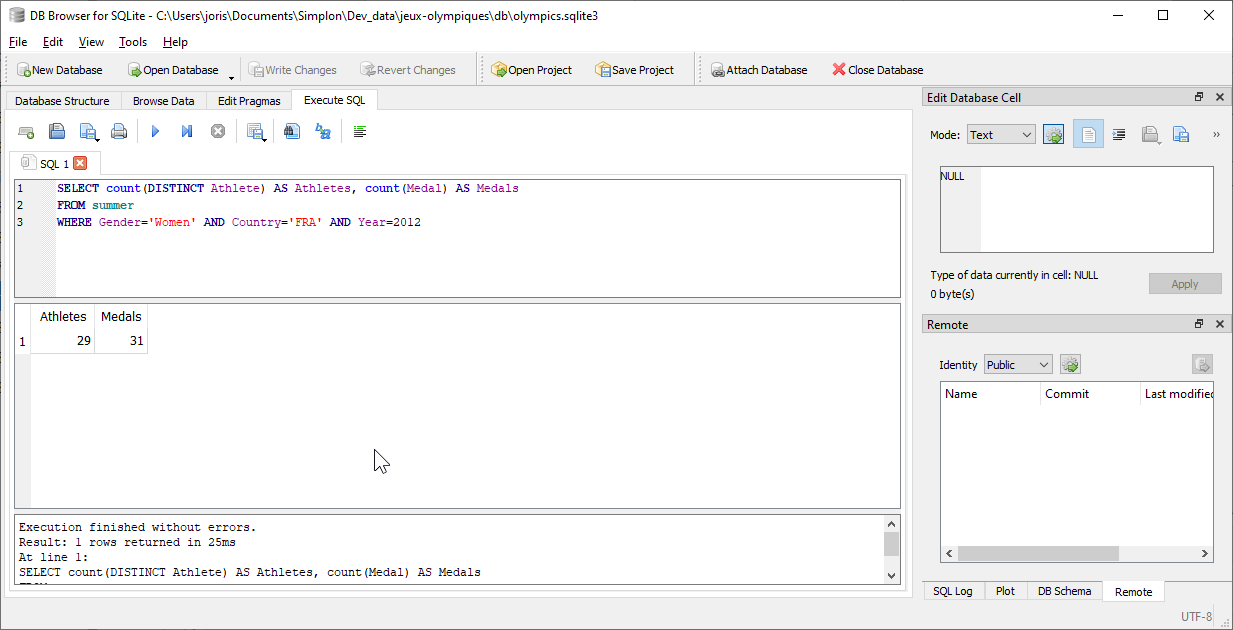 DB Browser for SQLite - C:\Users\joris\Documents\Simplon\Dev_data\jeux-olympiques\db\olympics.sqlite3
File Edit View Tools Help
New Database Open Database Write Changes Revert Changes Open Project Save Project Attach Database Close Database
Database Structure Browse Data Edit Pragmas Execute SQL
SQL 1
1 SELECT count(DISTINCT Athlete) AS Athletes, count(Medal) AS Medals
2 FROM summer
3 WHERE Gender='Women' AND Country='FRA' AND Year=2012
Athletes Medals
1 29 31
Execution finished without errors.
Result: 1 rows returned in 25ms
At line 1:
SELECT count(DISTINCT Athlete) AS Athletes, count(Medal) AS Medals
Edit Database Cell
Mode: Text
NULL
Type of data currently in cell: NULL
0 byte(s)
Apply
Remote
Identity Public
Name Commit Last modified
SQL Log Plot DB Schema Remote
UTF-8